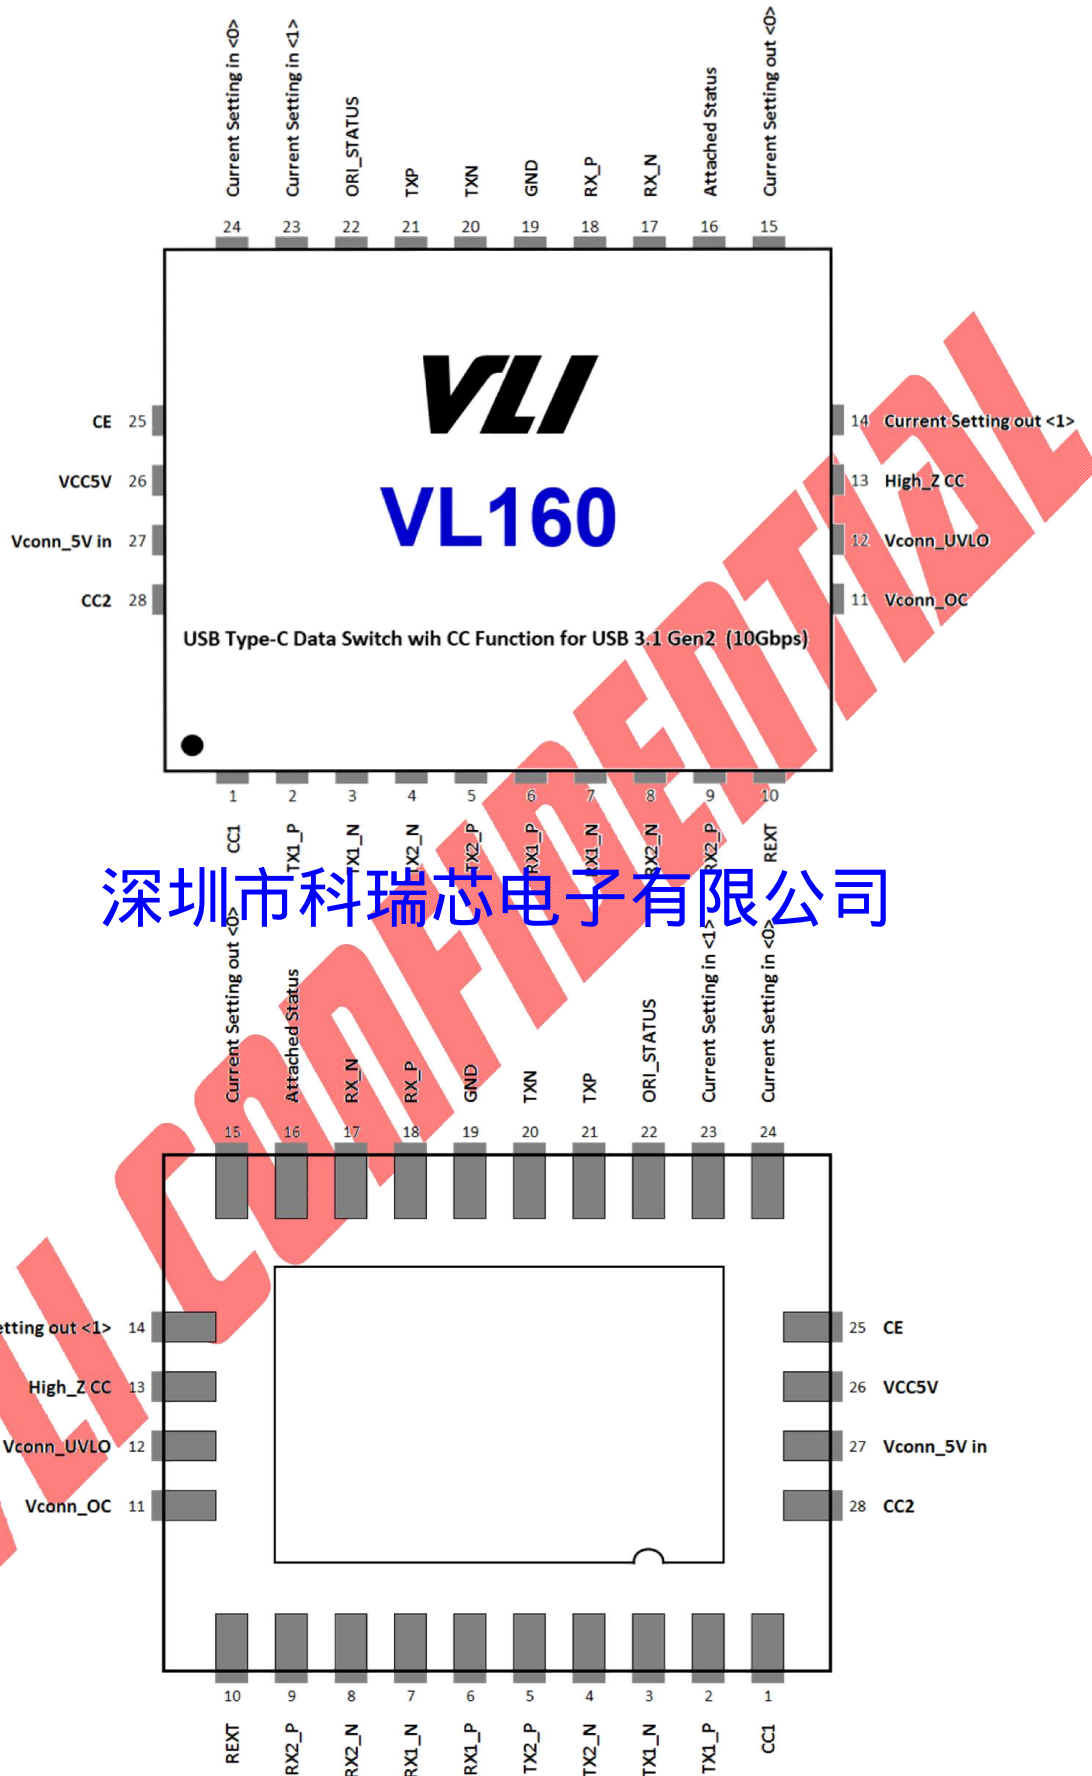 Current Setting in <0>
Current Setting in <1>
ORI_STATUS
TXP
TXN
GND
RX_P
RX_N
Attached Status
Current Setting out <0>
24 23 22 21 20 19 18 17 16 15
VLI
VL160
CE 25
VCC5V 26
Vconn_5V in 27
CC2 28
14 Current Setting out <1>
13 High_Z CC
12 Vconn_UVLO
11 Vconn_OC
USB Type-C Data Switch wih CC Function for USB 3.1 Gen2 (10Gbps)
1 2 3 4 5 6 7 8 9 10
CC1
TX1_P
TX1_N
TX2_N
TX2_P
RX1_P
RX1_N
RX2_N
RX2_P
REXT
深圳市科瑞芯电子有限公司
CONFIDENTIAL
Current Setting out <0>
Attached Status
RX_N
RX_P
GND
TXN
TXP
ORI_STATUS
Current Setting in <1>
Current Setting in <0>
15 16 17 18 19 20 21 22 23 24
etting out <1> 14
High_Z CC 13
Vconn_UVLO 12
Vconn_OC 11
25 CE
26 VCC5V
27 Vconn_5V in
28 CC2
10 9 8 7 6 5 4 3 2 1
REXT
RX2_P
RX2_N
RX1_N
RX1_P
TX2_P
TX2_N
TX1_N
TX1_P
CC1